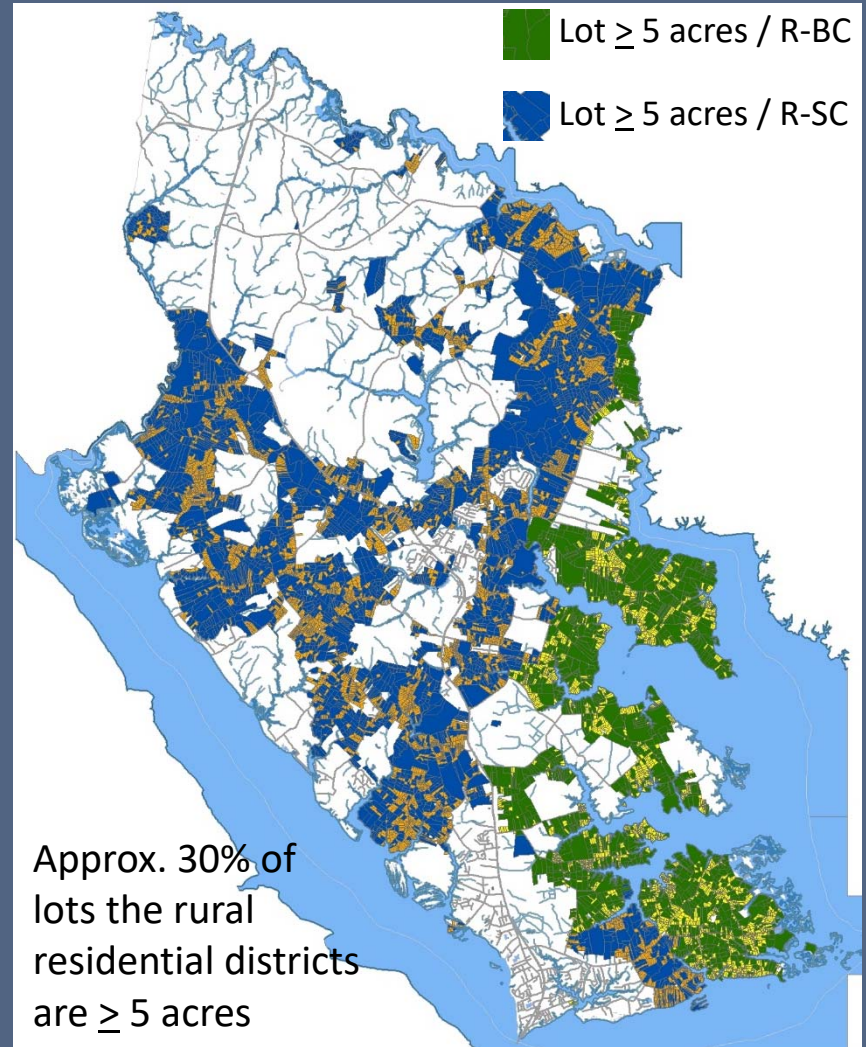 Lot ≥ 5 acres / R-BC
Lot ≥ 5 acres / R-SC
Approx. 30% of
lots the rural
residential districts
are ≥ 5 acres